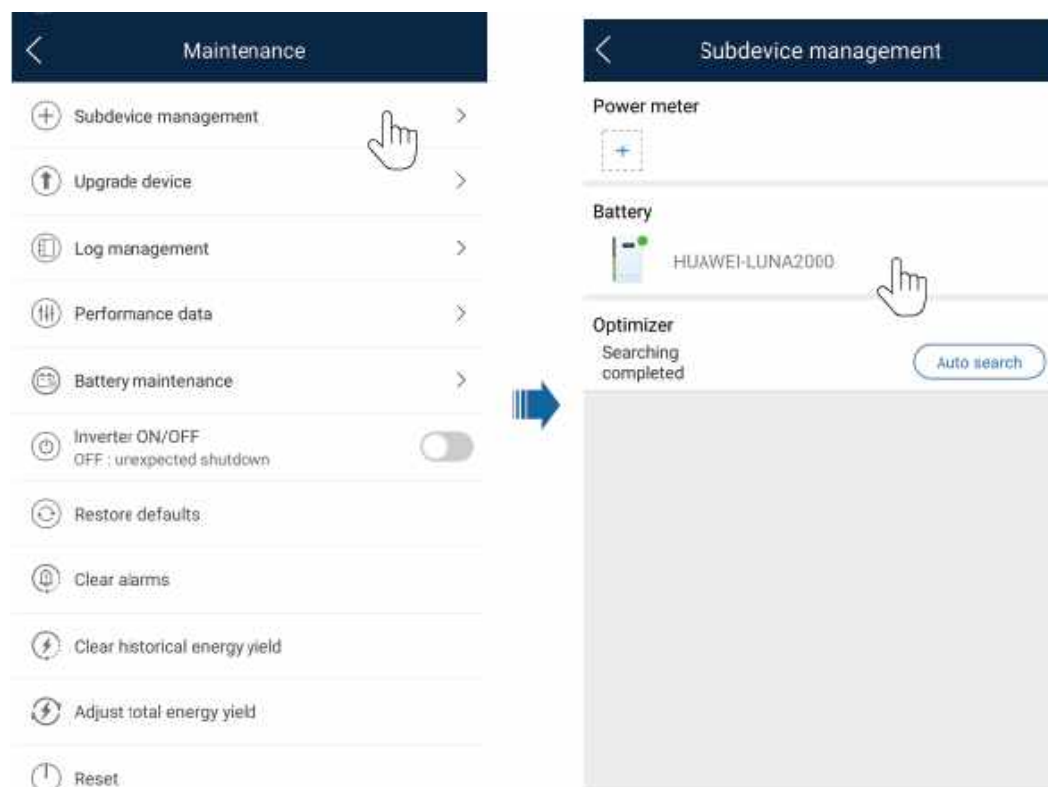 Maintenance
Subdevice management
Upgrade device
Log management
Performance data
Battery maintenance
Inverter ON/OFF
OFF : unexpected shutdown
Restore defaults
Clear alarms
Clear historical energy yield
Adjust total energy yield
Reset
Subdevice management
Power meter
Battery
HUAWEI-LUNA2000
Optimizer
Searching
completed
Auto search